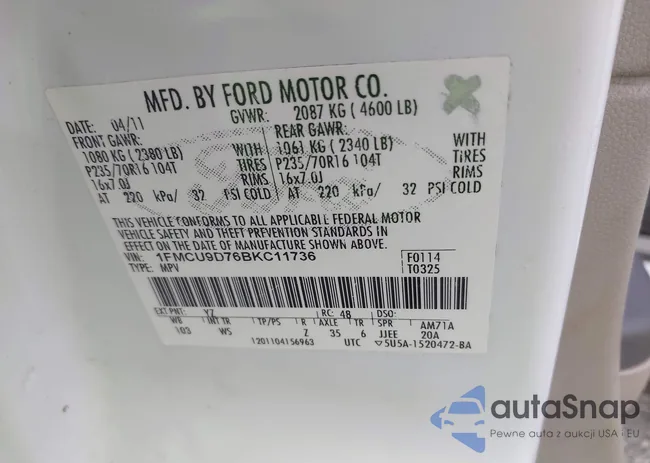 MFD. BY FORD MOTOR CO.
DATE: 04/11 GVWR: 2087 KG ( 4600 LB)
FRONT GAWR: REAR GAWR:
1080 KG ( 2380 LB) WITH 1061 KG ( 2340 LB) WITH
P235/70R16 104T TIRES P235/70R16 104T TIRES
16x7.0J RIMS 16x7.0J RIMS
AT 220 kPa/ 32 PSI COLD AT 220 kPa/ 32 PSI COLD
THIS VEHICLE CONFORMS TO ALL APPLICABLE FEDERAL MOTOR
VEHICLE SAFETY AND THEFT PREVENTION STANDARDS IN
EFFECT ON THE DATE OF MANUFACTURE SHOWN ABOVE.
VIN: 1FMCU9D76BKC11736 F0114
TYPE: MPV T0325
EXT PNT: YZ RC: 48 DSO:
WB INT TR TP/PS R AXLE TR SPR AM71A
103 WS Z 35 6 JJEE 20A
1201104156963 UTC ▽5U5A-1520472-BA
autaSnap
Pewne auta z aukcji USA - EU